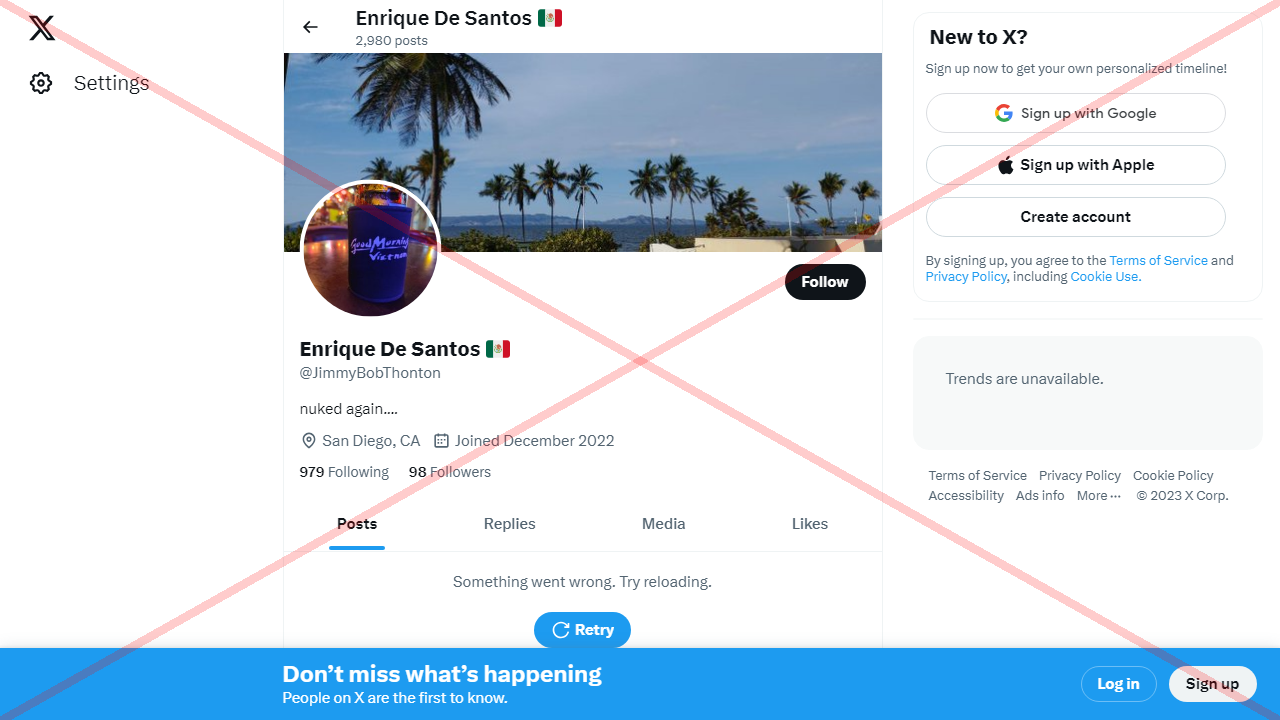 Settings
Enrique De Santos 🇲🇽
2,980 posts
Good Morning
Vietnam
Follow
Enrique De Santos 🇲🇽
@JimmyBobThonton
nuked again....
San Diego, CA Joined December 2022
979 Following 98 Followers
Posts Replies Media Likes
Something went wrong. Try reloading.
Retry
New to X?
Sign up now to get your own personalized timeline!
Sign up with Google
Sign up with Apple
Create account
By signing up, you agree to the Terms of Service and
Privacy Policy, including Cookie Use.
Trends are unavailable.
Terms of Service Privacy Policy Cookie Policy
Accessibility Ads info More ··· © 2023 X Corp.
Don’t miss what’s happening
People on X are the first to know.
Log in Sign up